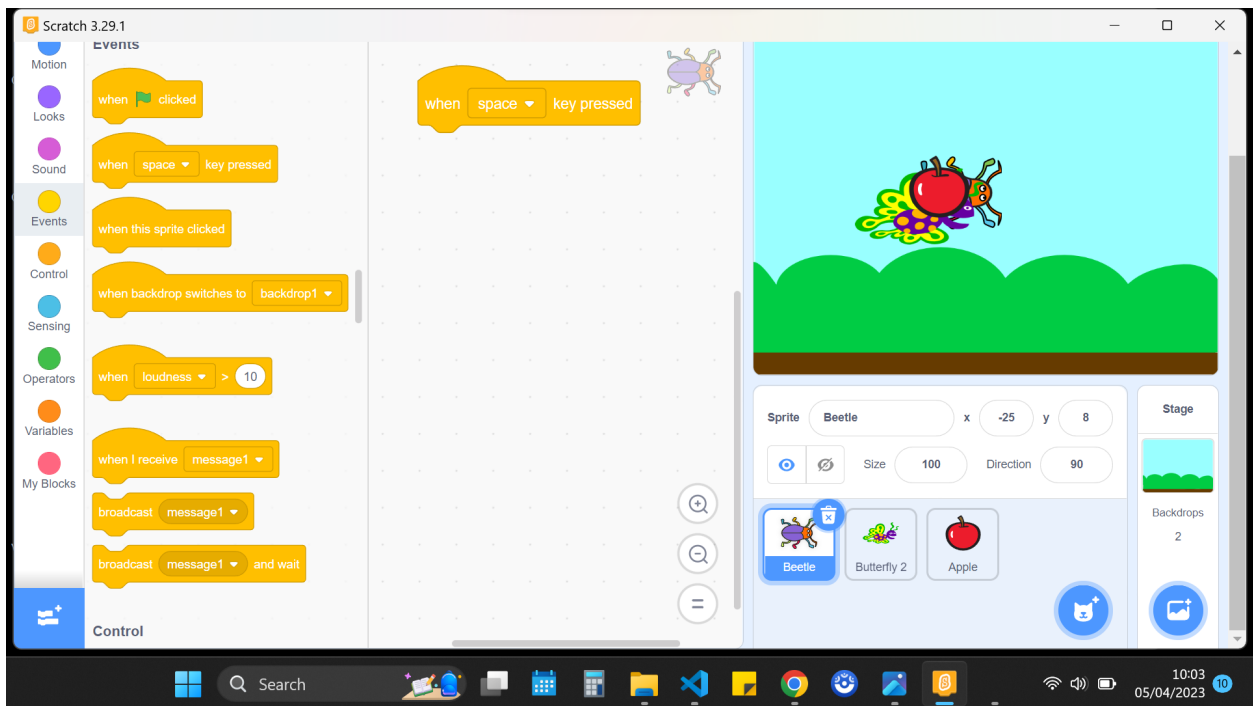 Scratch 3.29.1
Motion
Looks
Sound
Events
Control
Sensing
Operators
Variables
My Blocks
Events
when clicked
when space key pressed
when this sprite clicked
when backdrop switches to backdrop1
when loudness > 10
when I receive message1
broadcast message1
broadcast message1 and wait
Control
when space key pressed
Sprite Beetle x -25 y 8
Size 100 Direction 90
Beetle
Butterfly 2
Apple
Stage
Backdrops
2
Search
10:03
05/04/2023
10